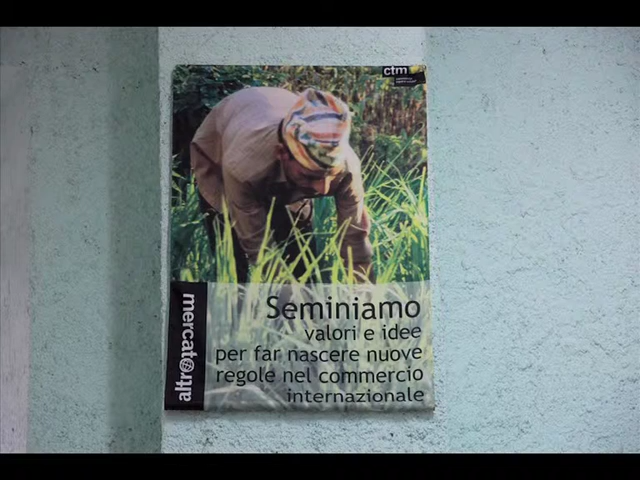 ctm
Seminiamo
valori e idee
per far nascere nuove
regole nel commercio
internazionale
altromercato